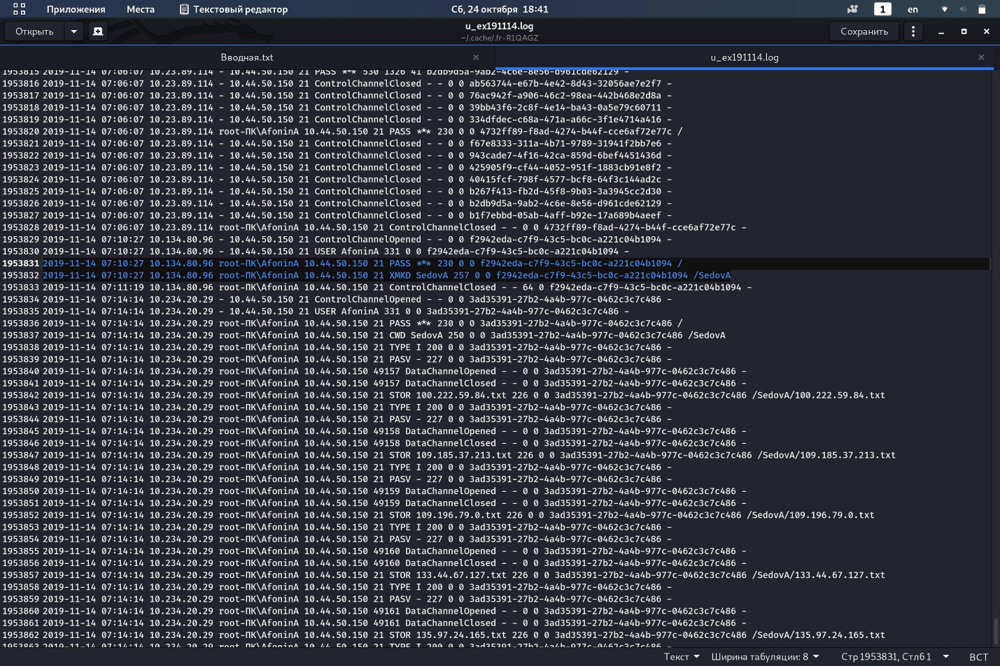 Приложения Места Текстовый редактор Сб, 24 октября 18:41 1 en
Открыть u_ex191114.log Сохранить
~/.cache/.fr-R1QAGZ
Вводная.txt u_ex191114.log
1953815 2019-11-14 07:06:07 10.23.89.114 - 10.44.50.150 21 PASS *** 530 1326 41 b2db9d5a-9ab2-4c6e-8e56-d961cde62129 -
1953816 2019-11-14 07:06:07 10.23.89.114 - 10.44.50.150 21 ControlChannelClosed - - 0 0 ab563744-e67b-4e42-8d43-32056ae7e2f7 -
1953817 2019-11-14 07:06:07 10.23.89.114 - 10.44.50.150 21 ControlChannelClosed - - 0 0 76ac942f-a906-46c2-98ea-442b468e2d8a -
1953818 2019-11-14 07:06:07 10.23.89.114 - 10.44.50.150 21 ControlChannelClosed - - 0 0 39bb43f6-2c8f-4e14-ba43-0a5e79c60711 -
1953819 2019-11-14 07:06:07 10.23.89.114 - 10.44.50.150 21 ControlChannelClosed - - 0 0 334dfdec-c68a-471a-a66c-3f1e4714a416 -
1953820 2019-11-14 07:06:07 10.23.89.114 root-ПК\AfoninA 10.44.50.150 21 PASS *** 230 0 0 4732ff89-f8ad-4274-b44f-cce6af72e77c /
1953821 2019-11-14 07:06:07 10.23.89.114 - 10.44.50.150 21 ControlChannelClosed - - 0 0 f67e8333-311a-4b71-9789-31941f2bb7e6 -
1953822 2019-11-14 07:06:07 10.23.89.114 - 10.44.50.150 21 ControlChannelClosed - - 0 0 943cade7-4f16-42ca-859d-6bef4451436d -
1953823 2019-11-14 07:06:07 10.23.89.114 - 10.44.50.150 21 ControlChannelClosed - - 0 0 425905f9-cf44-4052-951f-1883cb91e8f2 -
1953824 2019-11-14 07:06:07 10.23.89.114 - 10.44.50.150 21 ControlChannelClosed - - 0 0 40415fcf-798f-4577-bcf8-64f3c144ad2c -
1953825 2019-11-14 07:06:07 10.23.89.114 - 10.44.50.150 21 ControlChannelClosed - - 0 0 b267f413-fb2d-45f8-9b03-3a3945cc2d30 -
1953826 2019-11-14 07:06:07 10.23.89.114 - 10.44.50.150 21 ControlChannelClosed - - 0 0 b2db9d5a-9ab2-4c6e-8e56-d961cde62129 -
1953827 2019-11-14 07:06:07 10.23.89.114 - 10.44.50.150 21 ControlChannelClosed - - 0 0 b1f7ebbd-05ab-4aff-b92e-17a689b4aeef -
1953828 2019-11-14 07:06:07 10.23.89.114 root-ПК\AfoninA 10.44.50.150 21 ControlChannelClosed - - 0 0 4732ff89-f8ad-4274-b44f-cce6af72e77c -
1953829 2019-11-14 07:10:27 10.134.80.96 - 10.44.50.150 21 ControlChannelOpened - - 0 0 f2942eda-c7f9-43c5-bc0c-a221c04b1094 -
1953830 2019-11-14 07:10:27 10.134.80.96 - 10.44.50.150 21 USER AfoninA 331 0 0 f2942eda-c7f9-43c5-bc0c-a221c04b1094 -
1953831 2019-11-14 07:10:27 10.134.80.96 root-ПК\AfoninA 10.44.50.150 21 PASS *** 230 0 0 f2942eda-c7f9-43c5-bc0c-a221c04b1094 /
1953832 2019-11-14 07:10:27 10.134.80.96 root-ПК\AfoninA 10.44.50.150 21 XMKD SedovA 257 0 0 f2942eda-c7f9-43c5-bc0c-a221c04b1094 /SedovA
1953833 2019-11-14 07:11:19 10.134.80.96 root-ПК\AfoninA 10.44.50.150 21 ControlChannelClosed - - 64 0 f2942eda-c7f9-43c5-bc0c-a221c04b1094 -
1953834 2019-11-14 07:14:14 10.234.20.29 - 10.44.50.150 21 ControlChannelOpened - - 0 0 3ad35391-27b2-4a4b-977c-0462c3c7c486 -
1953835 2019-11-14 07:14:14 10.234.20.29 - 10.44.50.150 21 USER AfoninA 331 0 0 3ad35391-27b2-4a4b-977c-0462c3c7c486 -
1953836 2019-11-14 07:14:14 10.234.20.29 root-ПК\AfoninA 10.44.50.150 21 PASS *** 230 0 0 3ad35391-27b2-4a4b-977c-0462c3c7c486 /
1953837 2019-11-14 07:14:14 10.234.20.29 root-ПК\AfoninA 10.44.50.150 21 CWD SedovA 250 0 0 3ad35391-27b2-4a4b-977c-0462c3c7c486 /SedovA
1953838 2019-11-14 07:14:14 10.234.20.29 root-ПК\AfoninA 10.44.50.150 21 TYPE I 200 0 0 3ad35391-27b2-4a4b-977c-0462c3c7c486 -
1953839 2019-11-14 07:14:14 10.234.20.29 root-ПК\AfoninA 10.44.50.150 21 PASV - 227 0 0 3ad35391-27b2-4a4b-977c-0462c3c7c486 -
1953840 2019-11-14 07:14:14 10.234.20.29 root-ПК\AfoninA 10.44.50.150 49157 DataChannelOpened - - 0 0 3ad35391-27b2-4a4b-977c-0462c3c7c486 -
1953841 2019-11-14 07:14:14 10.234.20.29 root-ПК\AfoninA 10.44.50.150 49157 DataChannelClosed - - 0 0 3ad35391-27b2-4a4b-977c-0462c3c7c486 -
1953842 2019-11-14 07:14:14 10.234.20.29 root-ПК\AfoninA 10.44.50.150 21 STOR 100.222.59.84.txt 226 0 0 3ad35391-27b2-4a4b-977c-0462c3c7c486 /SedovA/100.222.59.84.txt
1953843 2019-11-14 07:14:14 10.234.20.29 root-ПК\AfoninA 10.44.50.150 21 TYPE I 200 0 0 3ad35391-27b2-4a4b-977c-0462c3c7c486 -
1953844 2019-11-14 07:14:14 10.234.20.29 root-ПК\AfoninA 10.44.50.150 21 PASV - 227 0 0 3ad35391-27b2-4a4b-977c-0462c3c7c486 -
1953845 2019-11-14 07:14:14 10.234.20.29 root-ПК\AfoninA 10.44.50.150 49158 DataChannelOpened - - 0 0 3ad35391-27b2-4a4b-977c-0462c3c7c486 -
1953846 2019-11-14 07:14:14 10.234.20.29 root-ПК\AfoninA 10.44.50.150 49158 DataChannelClosed - - 0 0 3ad35391-27b2-4a4b-977c-0462c3c7c486 -
1953847 2019-11-14 07:14:14 10.234.20.29 root-ПК\AfoninA 10.44.50.150 21 STOR 109.185.37.213.txt 226 0 0 3ad35391-27b2-4a4b-977c-0462c3c7c486 /SedovA/109.185.37.213.txt
1953848 2019-11-14 07:14:14 10.234.20.29 root-ПК\AfoninA 10.44.50.150 21 TYPE I 200 0 0 3ad35391-27b2-4a4b-977c-0462c3c7c486 -
1953849 2019-11-14 07:14:14 10.234.20.29 root-ПК\AfoninA 10.44.50.150 21 PASV - 227 0 0 3ad35391-27b2-4a4b-977c-0462c3c7c486 -
1953850 2019-11-14 07:14:14 10.234.20.29 root-ПК\AfoninA 10.44.50.150 49159 DataChannelOpened - - 0 0 3ad35391-27b2-4a4b-977c-0462c3c7c486 -
1953851 2019-11-14 07:14:14 10.234.20.29 root-ПК\AfoninA 10.44.50.150 49159 DataChannelClosed - - 0 0 3ad35391-27b2-4a4b-977c-0462c3c7c486 -
1953852 2019-11-14 07:14:14 10.234.20.29 root-ПК\AfoninA 10.44.50.150 21 STOR 109.196.79.0.txt 226 0 0 3ad35391-27b2-4a4b-977c-0462c3c7c486 /SedovA/109.196.79.0.txt
1953853 2019-11-14 07:14:14 10.234.20.29 root-ПК\AfoninA 10.44.50.150 21 TYPE I 200 0 0 3ad35391-27b2-4a4b-977c-0462c3c7c486 -
1953854 2019-11-14 07:14:14 10.234.20.29 root-ПК\AfoninA 10.44.50.150 21 PASV - 227 0 0 3ad35391-27b2-4a4b-977c-0462c3c7c486 -
1953855 2019-11-14 07:14:14 10.234.20.29 root-ПК\AfoninA 10.44.50.150 49160 DataChannelOpened - - 0 0 3ad35391-27b2-4a4b-977c-0462c3c7c486 -
1953856 2019-11-14 07:14:14 10.234.20.29 root-ПК\AfoninA 10.44.50.150 49160 DataChannelClosed - - 0 0 3ad35391-27b2-4a4b-977c-0462c3c7c486 -
1953857 2019-11-14 07:14:14 10.234.20.29 root-ПК\AfoninA 10.44.50.150 21 STOR 133.44.67.127.txt 226 0 0 3ad35391-27b2-4a4b-977c-0462c3c7c486 /SedovA/133.44.67.127.txt
1953858 2019-11-14 07:14:14 10.234.20.29 root-ПК\AfoninA 10.44.50.150 21 TYPE I 200 0 0 3ad35391-27b2-4a4b-977c-0462c3c7c486 -
1953859 2019-11-14 07:14:14 10.234.20.29 root-ПК\AfoninA 10.44.50.150 21 PASV - 227 0 0 3ad35391-27b2-4a4b-977c-0462c3c7c486 -
1953860 2019-11-14 07:14:14 10.234.20.29 root-ПК\AfoninA 10.44.50.150 49161 DataChannelOpened - - 0 0 3ad35391-27b2-4a4b-977c-0462c3c7c486 -
1953861 2019-11-14 07:14:14 10.234.20.29 root-ПК\AfoninA 10.44.50.150 49161 DataChannelClosed - - 0 0 3ad35391-27b2-4a4b-977c-0462c3c7c486 -
1953862 2019-11-14 07:14:14 10.234.20.29 root-ПК\AfoninA 10.44.50.150 21 STOR 135.97.24.165.txt 226 0 0 3ad35391-27b2-4a4b-977c-0462c3c7c486 /SedovA/135.97.24.165.txt
1953863 2019-11-14 07:14:14 10.234.20.29 root-ПК\AfoninA 10.44.50.150 21 TYPE I 200 0 0 3ad35391-27b2-4a4b-977c-0462c3c7c486 -
Текст Ширина табуляции: 8 Стр 1953831, Стлб 1 ВСТ